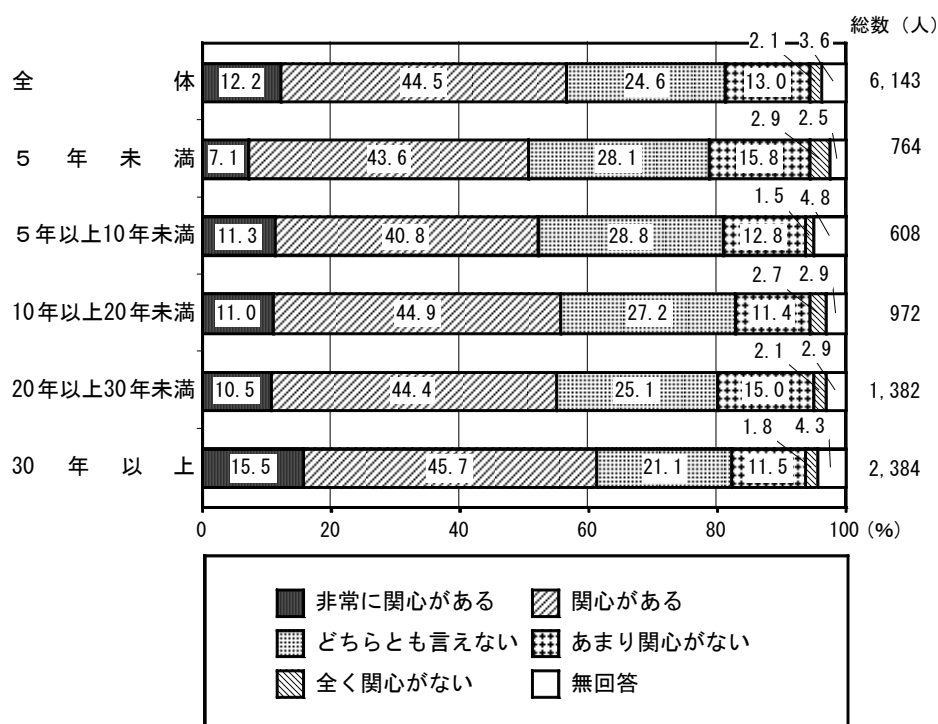 総数（人）
2.1 3.6
全体 12.2 44.5 24.6 13.0 6,143
2.9 2.5
５年未満 7.1 43.6 28.1 15.8 764
1.5 4.8
５年以上10年未満 11.3 40.8 28.8 12.8 608
2.7 2.9
10年以上20年未満 11.0 44.9 27.2 11.4 972
2.1 2.9
20年以上30年未満 10.5 44.4 25.1 15.0 1,382
1.8 4.3
30年以上 15.5 45.7 21.1 11.5 2,384
0 20 40 60 80 100 (%)
非常に関心がある 関心がある
どちらとも言えない あまり関心がない
全く関心がない 無回答